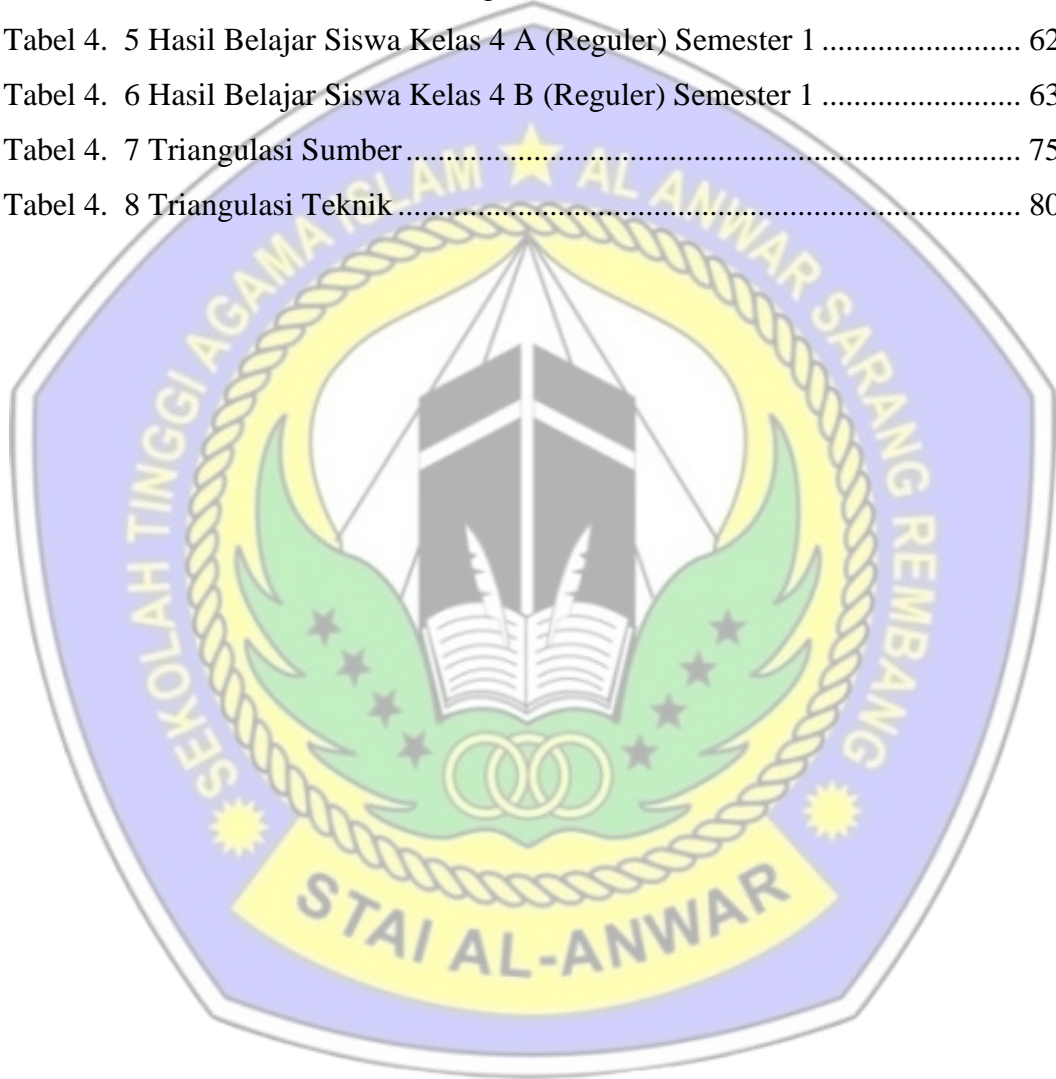 Tabel 4. 5 Hasil Belajar Siswa Kelas 4 A (Reguler) Semester 1 ........................ 62
Tabel 4. 6 Hasil Belajar Siswa Kelas 4 B (Reguler) Semester 1 ........................ 63
Tabel 4. 7 Triangulasi Sumber .......................................................................... 75
Tabel 4. 8 Triangulasi Teknik ........................................................................... 80
SEKOLAH TINGGI AGAMA ISLAM AL ANWAR SARANG REMBANG
STAI AL-ANWAR